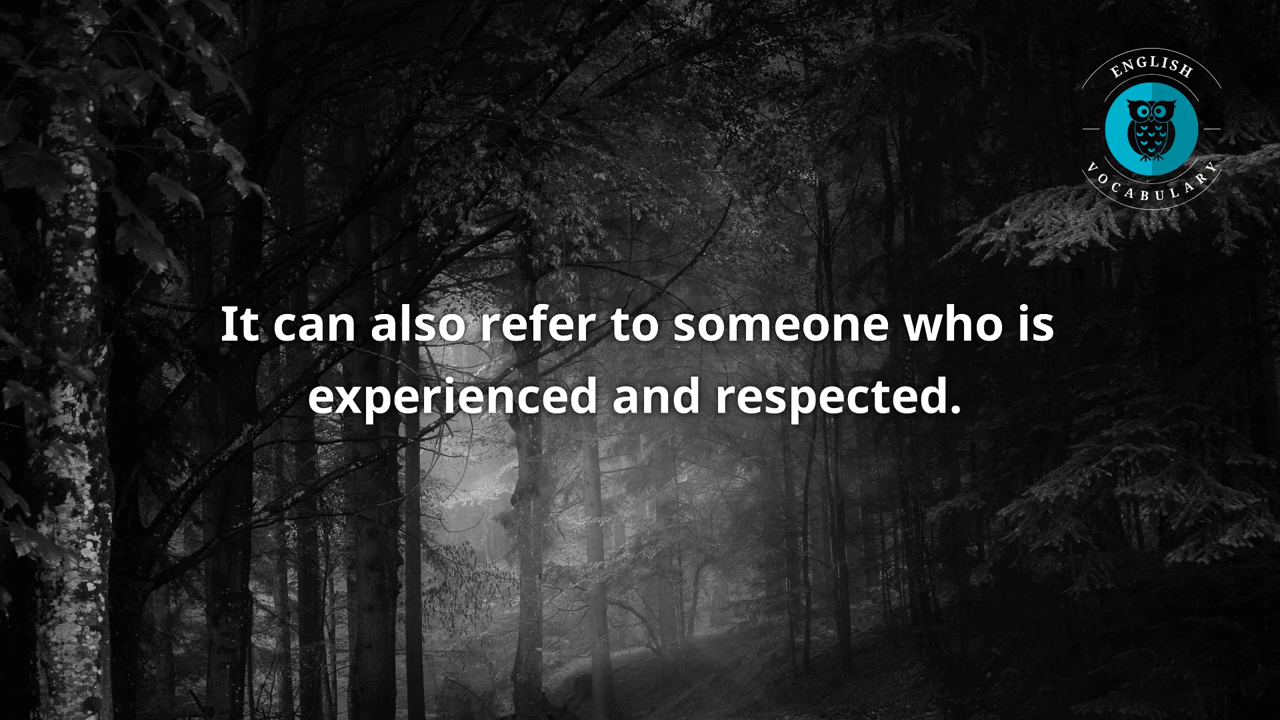 ENGLISH
VOCABULARY
It can also refer to someone who is
experienced and respected.